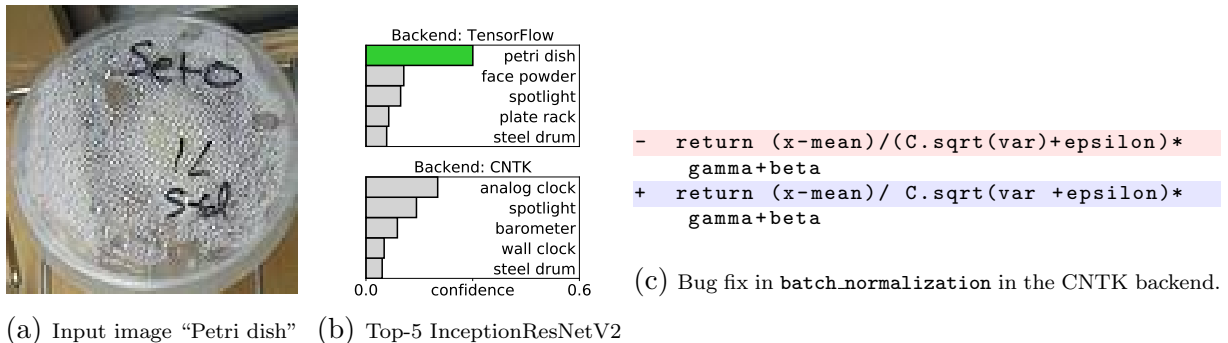 Set 0
1/2
Backend: TensorFlow
petri dish
face powder
spotlight
plate rack
steel drum
Backend: CNTK
analog clock
spotlight
barometer
wall clock
steel drum
0.0 confidence 0.6
- return (x-mean)/(C.sqrt(var)+epsilon)*
gamma+beta
+ return (x-mean)/ C.sqrt(var +epsilon)*
gamma+beta
(a) Input image “Petri dish”
(b) Top-5 InceptionResNetV2
(c) Bug fix in batch_normalization in the CNTK backend.